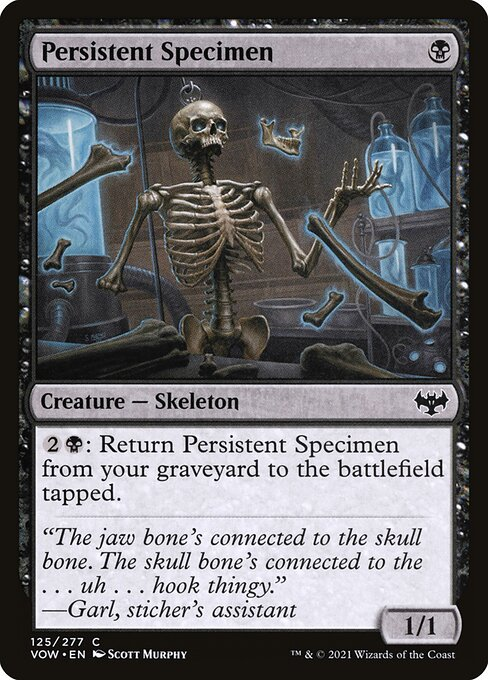 Persistent Specimen
Creature — Skeleton
2 : Return Persistent Specimen
from your graveyard to the battlefield
tapped.
“The jaw bone’s connected to the skull
bone. The skull bone’s connected to the
. . . uh . . . hook thingy.”
—Garl, sticher’s assistant
1/1
125/277 C
VOW • EN Scott Murphy
™ & © 2021 Wizards of the Coast